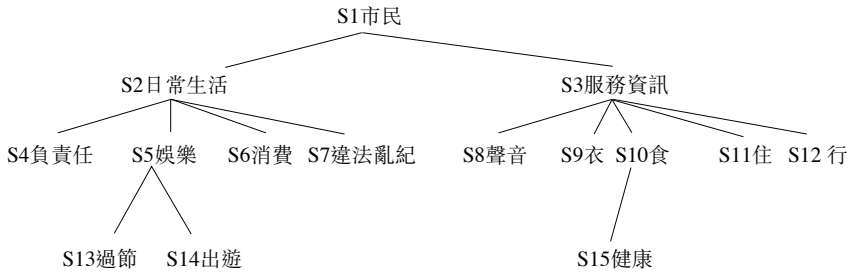 S1市民
S2日常生活 S3服務資訊
S4負責任 S5娛樂 S6消費 S7違法亂紀 S8聲音 S9衣 S10食 S11住 S12 行
S13過節 S14出遊 S15健康